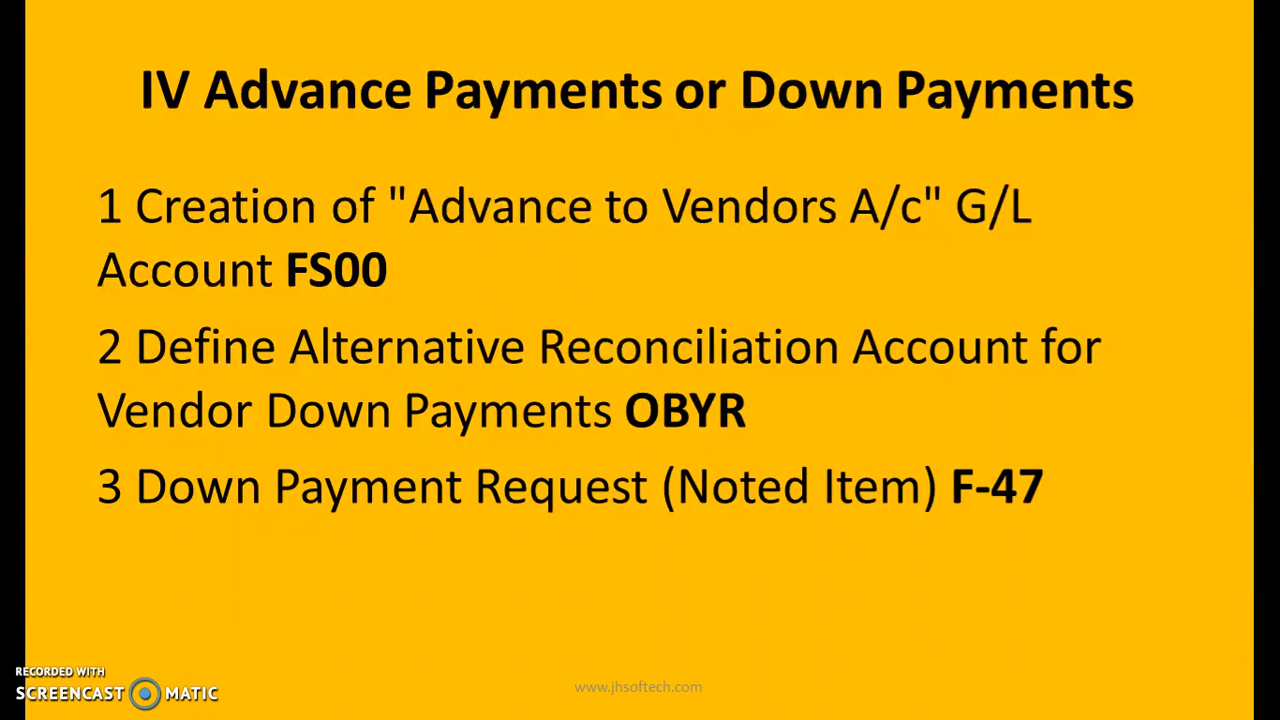 IV Advance Payments or Down Payments
1 Creation of "Advance to Vendors A/c" G/L
Account FS00
2 Define Alternative Reconciliation Account for
Vendor Down Payments OBYR
3 Down Payment Request (Noted Item) F-47
RECORDED WITH
SCREENCAST MATIC
www.jhsoftech.com